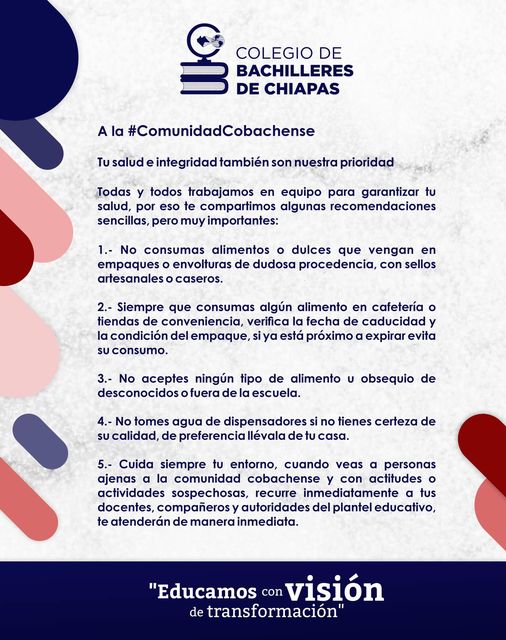 COLEGIO DE
BACHILLERES
DE CHIAPAS
A la #ComunidadCobachense
Tu salud e integridad también son nuestra prioridad
Todas y todos trabajamos en equipo para garantizar tu
salud, por eso te compartimos algunas recomendaciones
sencillas, pero muy importantes:
1.- No consumas alimentos o dulces que vengan en
empaques o envolturas de dudosa procedencia, con sellos
artesanales o caseros.
2.- Siempre que consumas algún alimento en cafetería o
tiendas de conveniencia, verifica la fecha de caducidad y
la condición del empaque, si ya está próximo a expirar evita
su consumo.
3.- No aceptes ningún tipo de alimento u obsequio de
desconocidos o fuera de la escuela.
4.- No tomes agua de dispensadores si no tienes certeza de
su calidad, de preferencia llévala de tu casa.
5.- Cuida siempre tu entorno, cuando veas a personas
ajenas a la comunidad cobachense y con actitudes o
actividades sospechosas, recurre inmediatamente a tus
docentes, compañeros y autoridades del plantel educativo,
te atenderán de manera inmediata.
"Educamos con visión
de transformación"